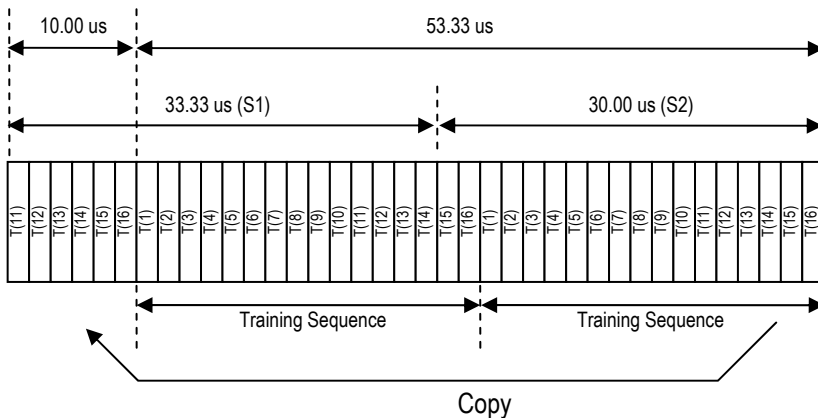 10.00 us
53.33 us
33.33 us (S1)
30.00 us (S2)
T(11)
T(12)
T(13)
T(14)
T(15)
T(16)
T(1)
T(2)
T(3)
T(4)
T(5)
T(6)
T(7)
T(8)
T(9)
T(10)
T(11)
T(12)
T(13)
T(14)
T(15)
T(16)
T(1)
T(2)
T(3)
T(4)
T(5)
T(6)
T(7)
T(8)
T(9)
T(10)
T(11)
T(12)
T(13)
T(14)
T(15)
T(16)
Training Sequence
Training Sequence
Copy